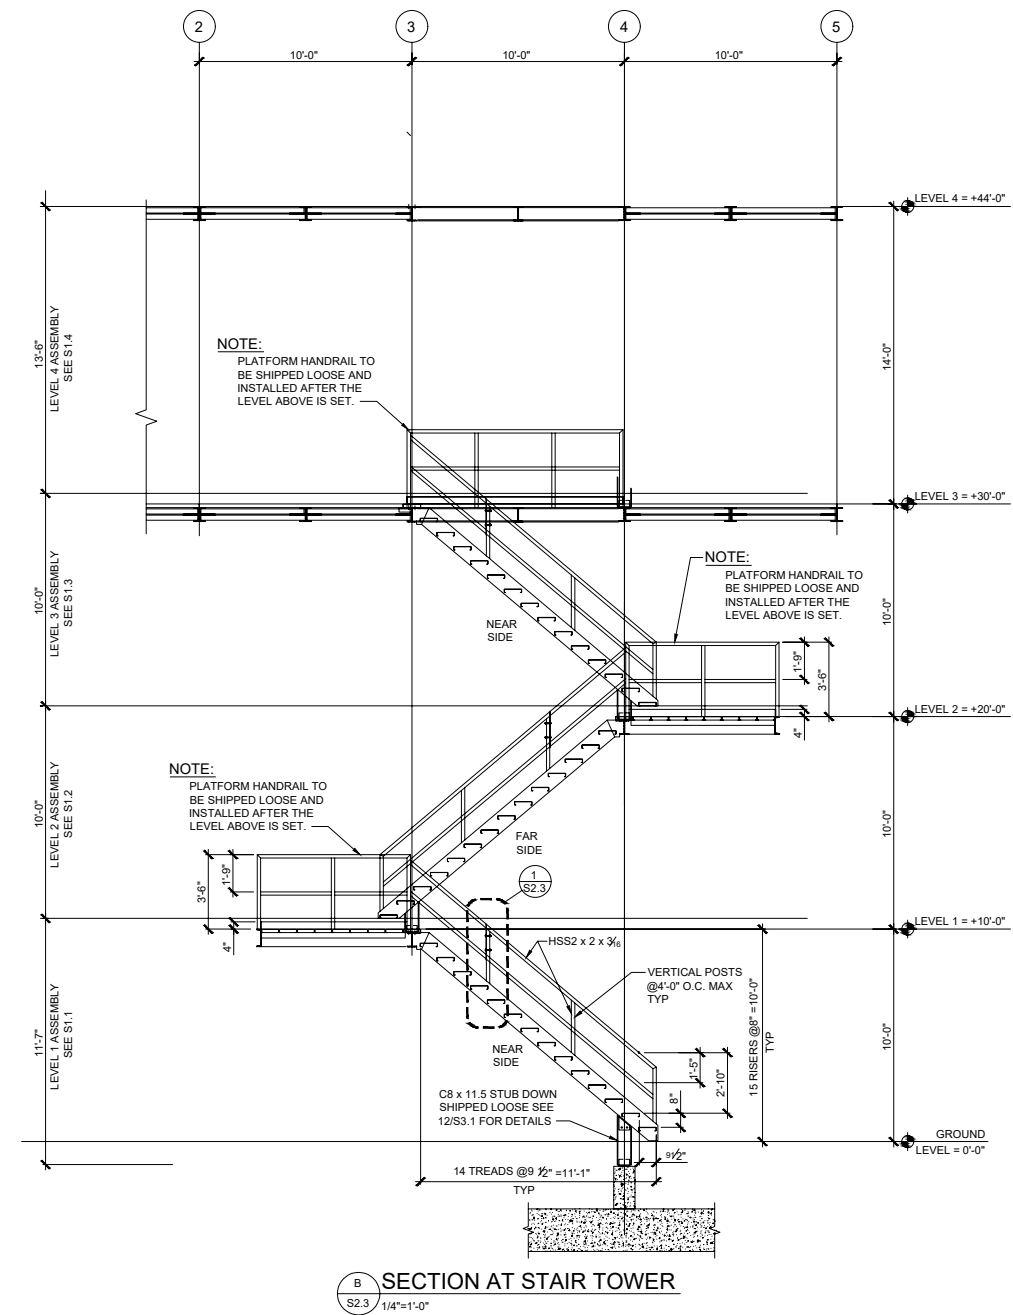 2
3
4
5
10'-0"
10'-0"
10'-0"
LEVEL 4 = +44'-0"
13'-6"
LEVEL 4 ASSEMBLY
SEE S1.4
14'-0"
NOTE:
PLATFORM HANDRAIL TO
BE SHIPPED LOOSE AND
INSTALLED AFTER THE
LEVEL ABOVE IS SET.
LEVEL 3 = +30'-0"
10'-0"
LEVEL 3 ASSEMBLY
SEE S1.3
NEAR
SIDE
NOTE:
PLATFORM HANDRAIL TO
BE SHIPPED LOOSE AND
INSTALLED AFTER THE
LEVEL ABOVE IS SET.
10'-0"
1'-9"
3'-6"
4"
LEVEL 2 = +20'-0"
10'-0"
LEVEL 2 ASSEMBLY
SEE S1.2
NOTE:
PLATFORM HANDRAIL TO
BE SHIPPED LOOSE AND
INSTALLED AFTER THE
LEVEL ABOVE IS SET.
FAR
SIDE
10'-0"
3'-6"
1'-9"
4"
1
S2.3
LEVEL 1 = +10'-0"
HSS2 x 2 x 3/16
VERTICAL POSTS
@4'-0" O.C. MAX
TYP
11'-7"
LEVEL 1 ASSEMBLY
SEE S1.1
NEAR
SIDE
15 RISERS @8" =10'-0"
TYP
10'-0"
1'-5"
2'-10"
8"
C8 x 11.5 STUB DOWN
SHIPPED LOOSE SEE
12/S3.1 FOR DETAILS
GROUND
LEVEL = 0'-0"
9 1/2"
14 TREADS @9 1/2" =11'-1"
TYP
B
S2.3
SECTION AT STAIR TOWER
1/4"=1'-0"